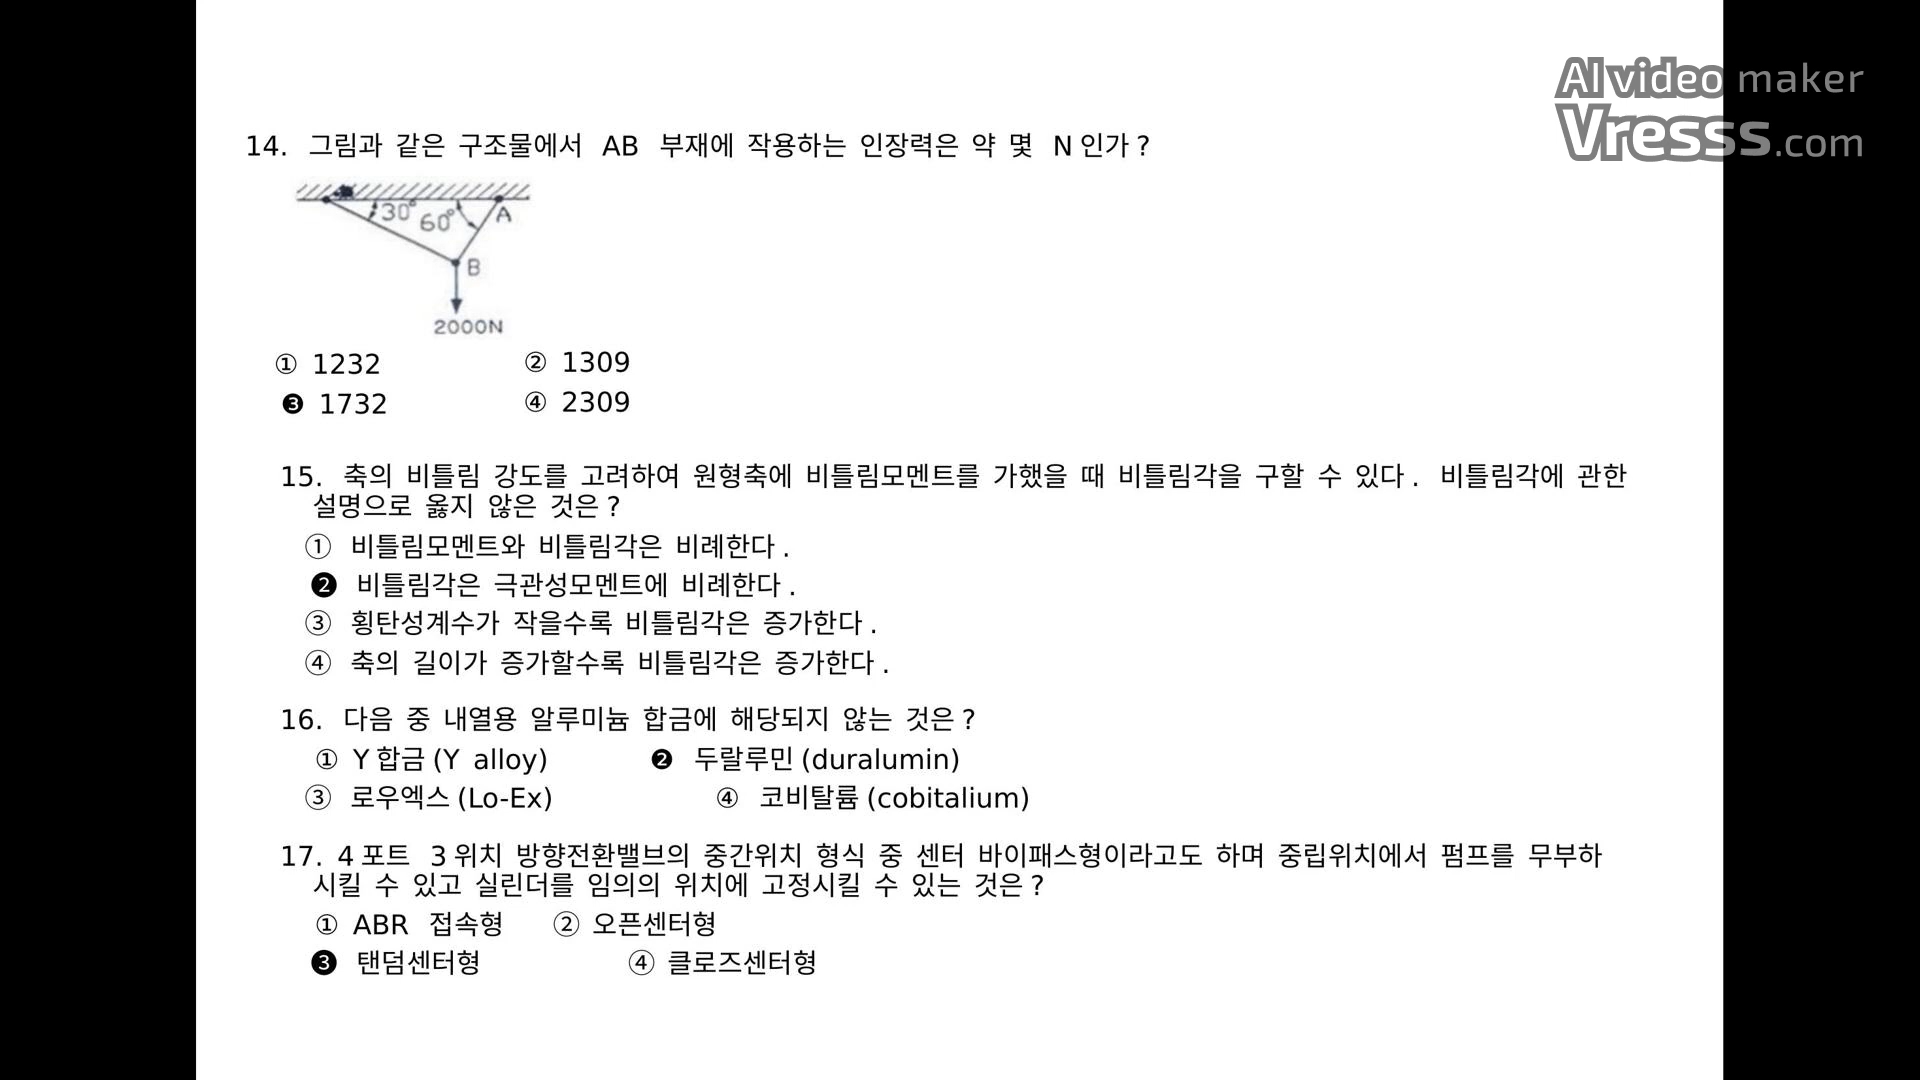 AI video maker
Vresss.com
14. 그림과 같은 구조물에서 AB 부재에 작용하는 인장력은 약 몇 N인가?
30° 60° A
B
2000N
① 1232 ② 1309
❸ 1732 ④ 2309
15. 축의 비틀림 강도를 고려하여 원형축에 비틀림모멘트를 가했을 때 비틀림각을 구할 수 있다. 비틀림각에 관한
설명으로 옳지 않은 것은?
① 비틀림모멘트와 비틀림각은 비례한다.
❷ 비틀림각은 극관성모멘트에 비례한다.
③ 횡탄성계수가 작을수록 비틀림각은 증가한다.
④ 축의 길이가 증가할수록 비틀림각은 증가한다.
16. 다음 중 내열용 알루미늄 합금에 해당되지 않는 것은?
① Y합금(Y alloy) ❷ 두랄루민(duralumin)
③ 로우엑스(Lo-Ex) ④ 코비탈륨(cobitalium)
17. 4포트 3위치 방향전환밸브의 중간위치 형식 중 센터 바이패스형이라고도 하며 중립위치에서 펌프를 무부하
시킬 수 있고 실린더를 임의의 위치에 고정시킬 수 있는 것은?
① ABR 접속형 ② 오픈센터형
❸ 탠덤센터형 ④ 클로즈센터형